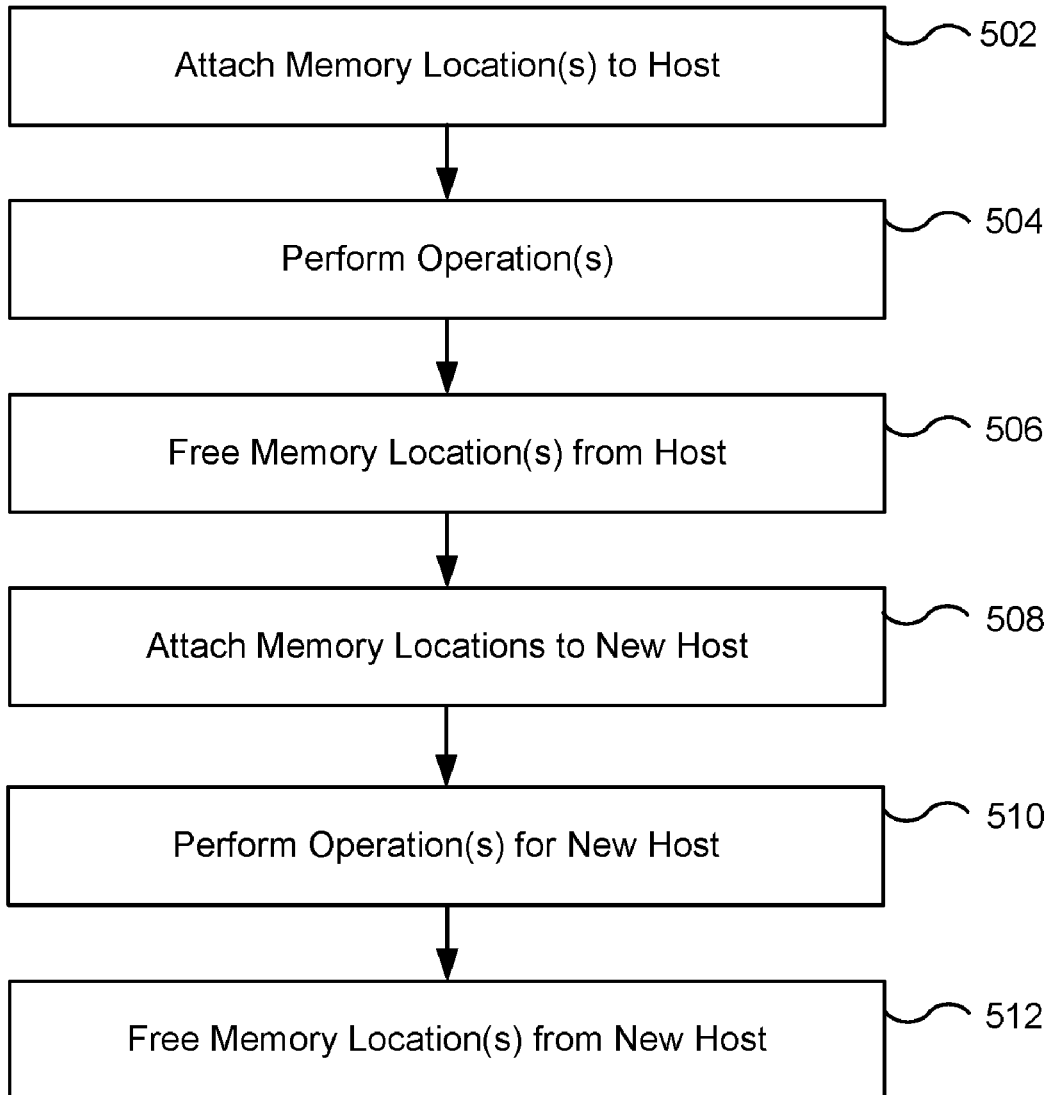 Attach Memory Location(s) to Host
502
Perform Operation(s)
504
Free Memory Location(s) from Host
506
Attach Memory Locations to New Host
508
Perform Operation(s) for New Host
510
Free Memory Location(s) from New Host
512